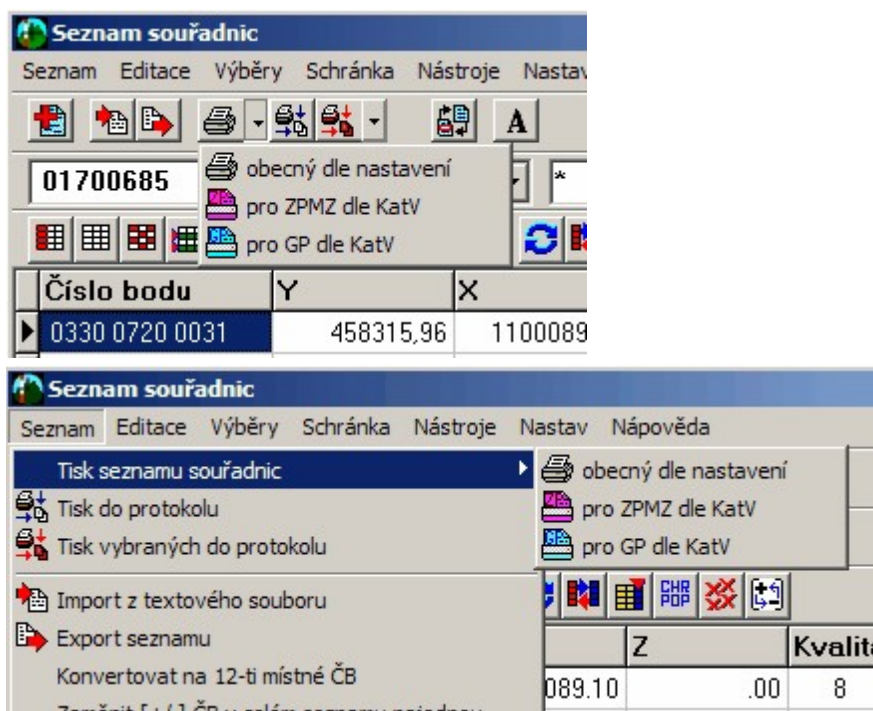 Seznam souřadnic
Seznam Editace Výběry Schránka Nástroje Nastav
A
obecný dle nastavení
01700685 *
pro ZPMZ dle KatV
pro GP dle KatV
Číslo bodu Y X
0330 0720 0031 458315,96 1100089
Seznam souřadnic
Seznam Editace Výběry Schránka Nástroje Nastav Nápověda
Tisk seznamu souřadnic obecný dle nastavení
Tisk do protokolu pro ZPMZ dle KatV
Tisk vybraných do protokolu pro GP dle KatV
Import z textového souboru CHR POP
Export seznamu Z Kvalita
Konvertovat na 12-ti místné ČB 089.10 .00 8